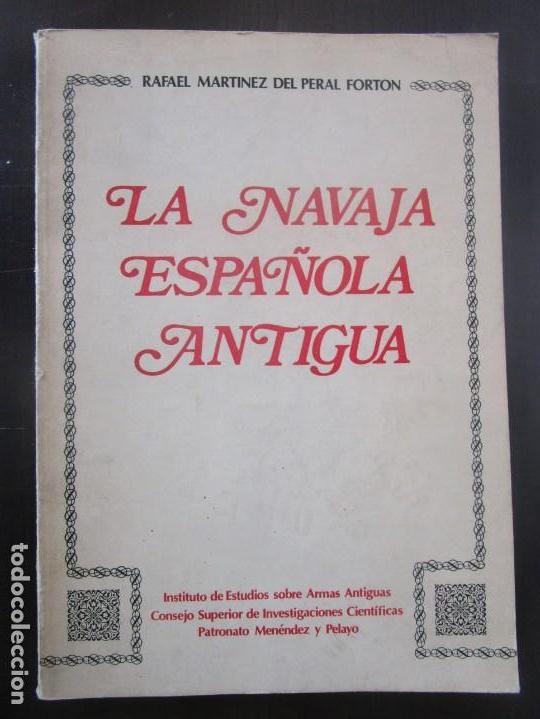 RAFAEL MARTINEZ DEL PERAL FORTON
LA NAVAJA
ESPAÑOLA
ANTIGUA
Instituto de Estudios sobre Armas Antiguas
Consejo Superior de Investigaciones Científicas
Patronato Menéndez y Pelayo
todocoleccion